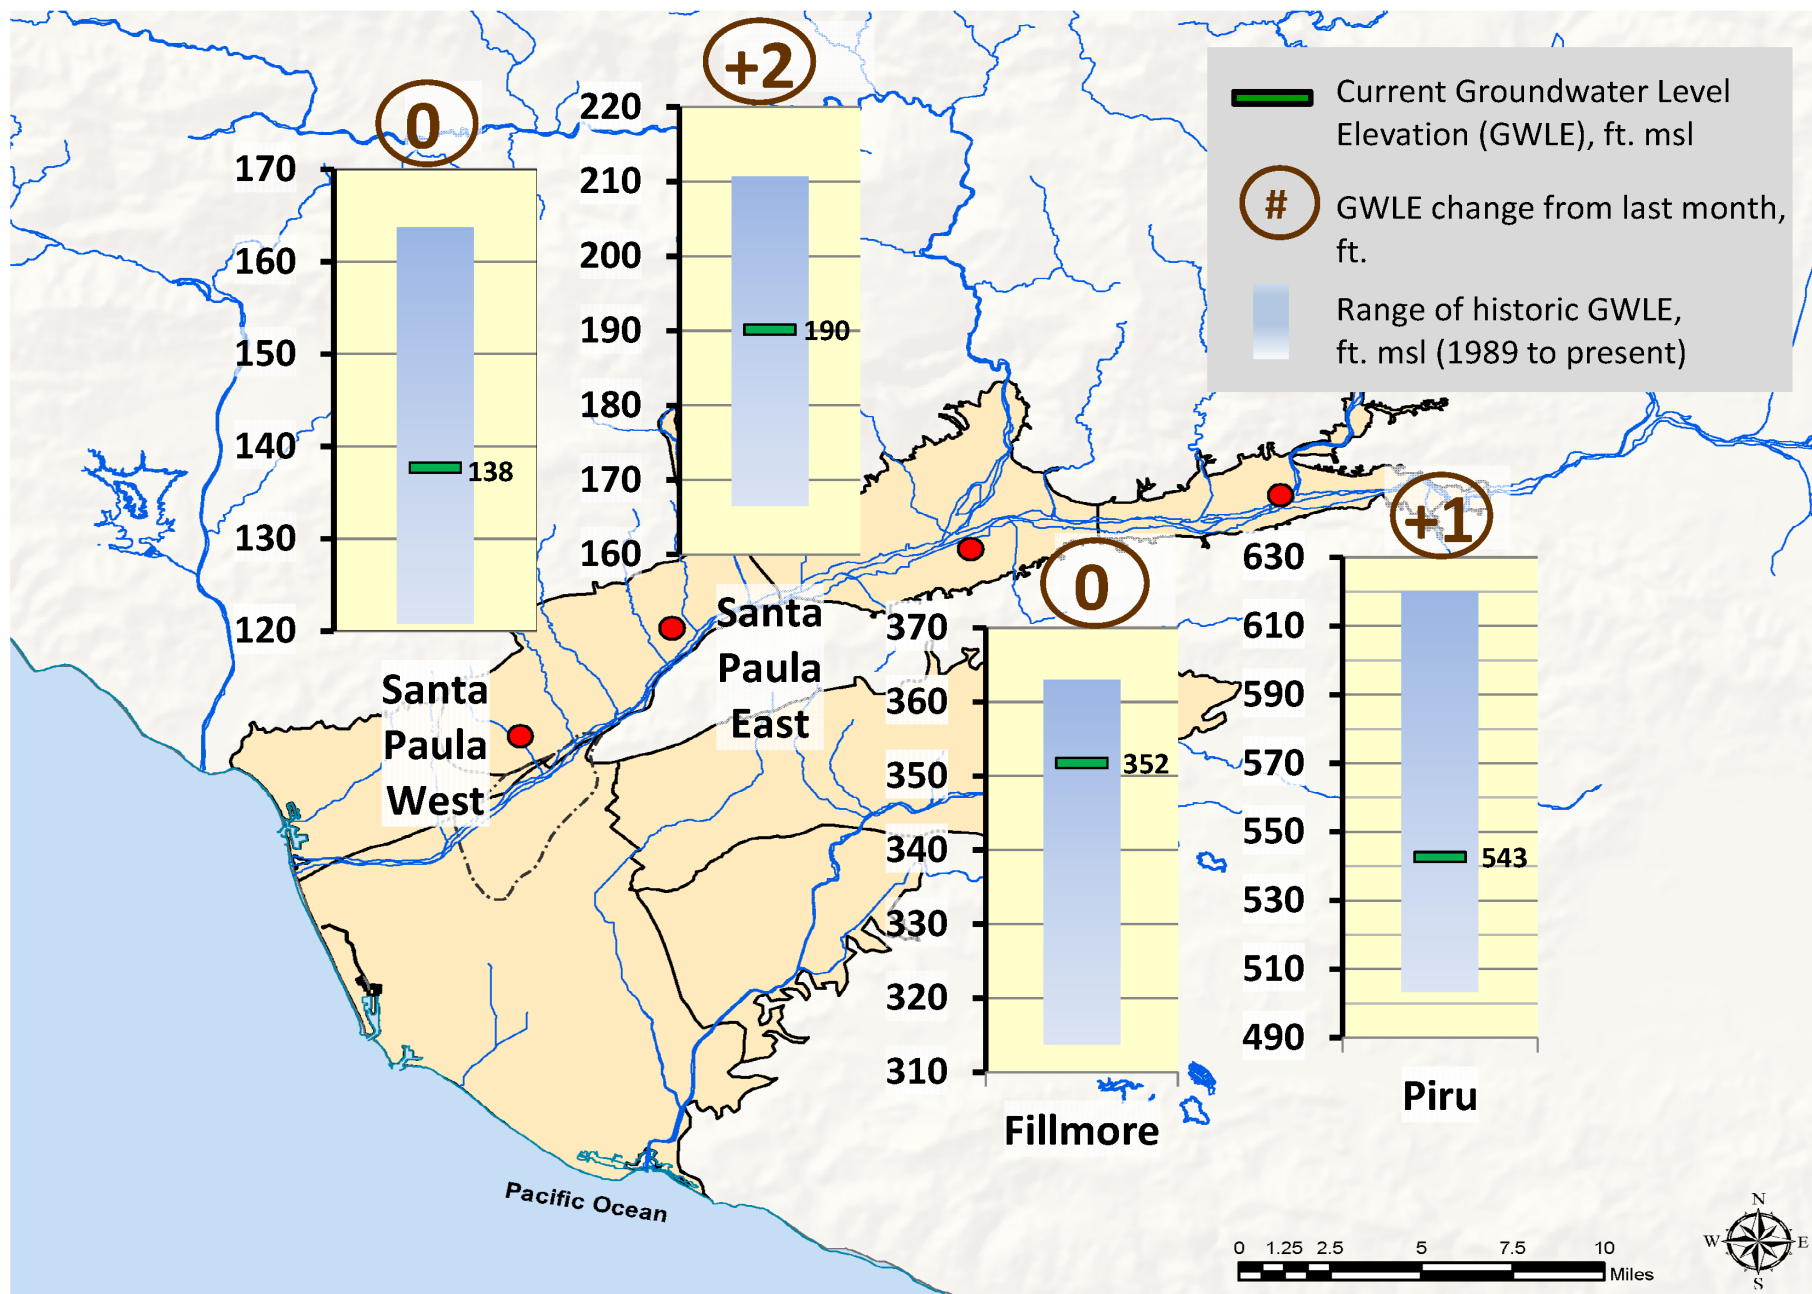 0
170
160
150
140
130
120
138
Santa
Paula
West
+2
220
210
200
190
180
170
160
190
Santa
Paula
East
Current Groundwater Level
Elevation (GWLE), ft. msl
#
GWLE change from last month,
ft.
Range of historic GWLE,
ft. msl (1989 to present)
0
370
360
350
340
330
320
310
352
Fillmore
+1
630
610
590
570
550
530
510
490
543
Piru
Pacific Ocean
0 1.25 2.5 5 7.5 10
Miles
N
W E
S